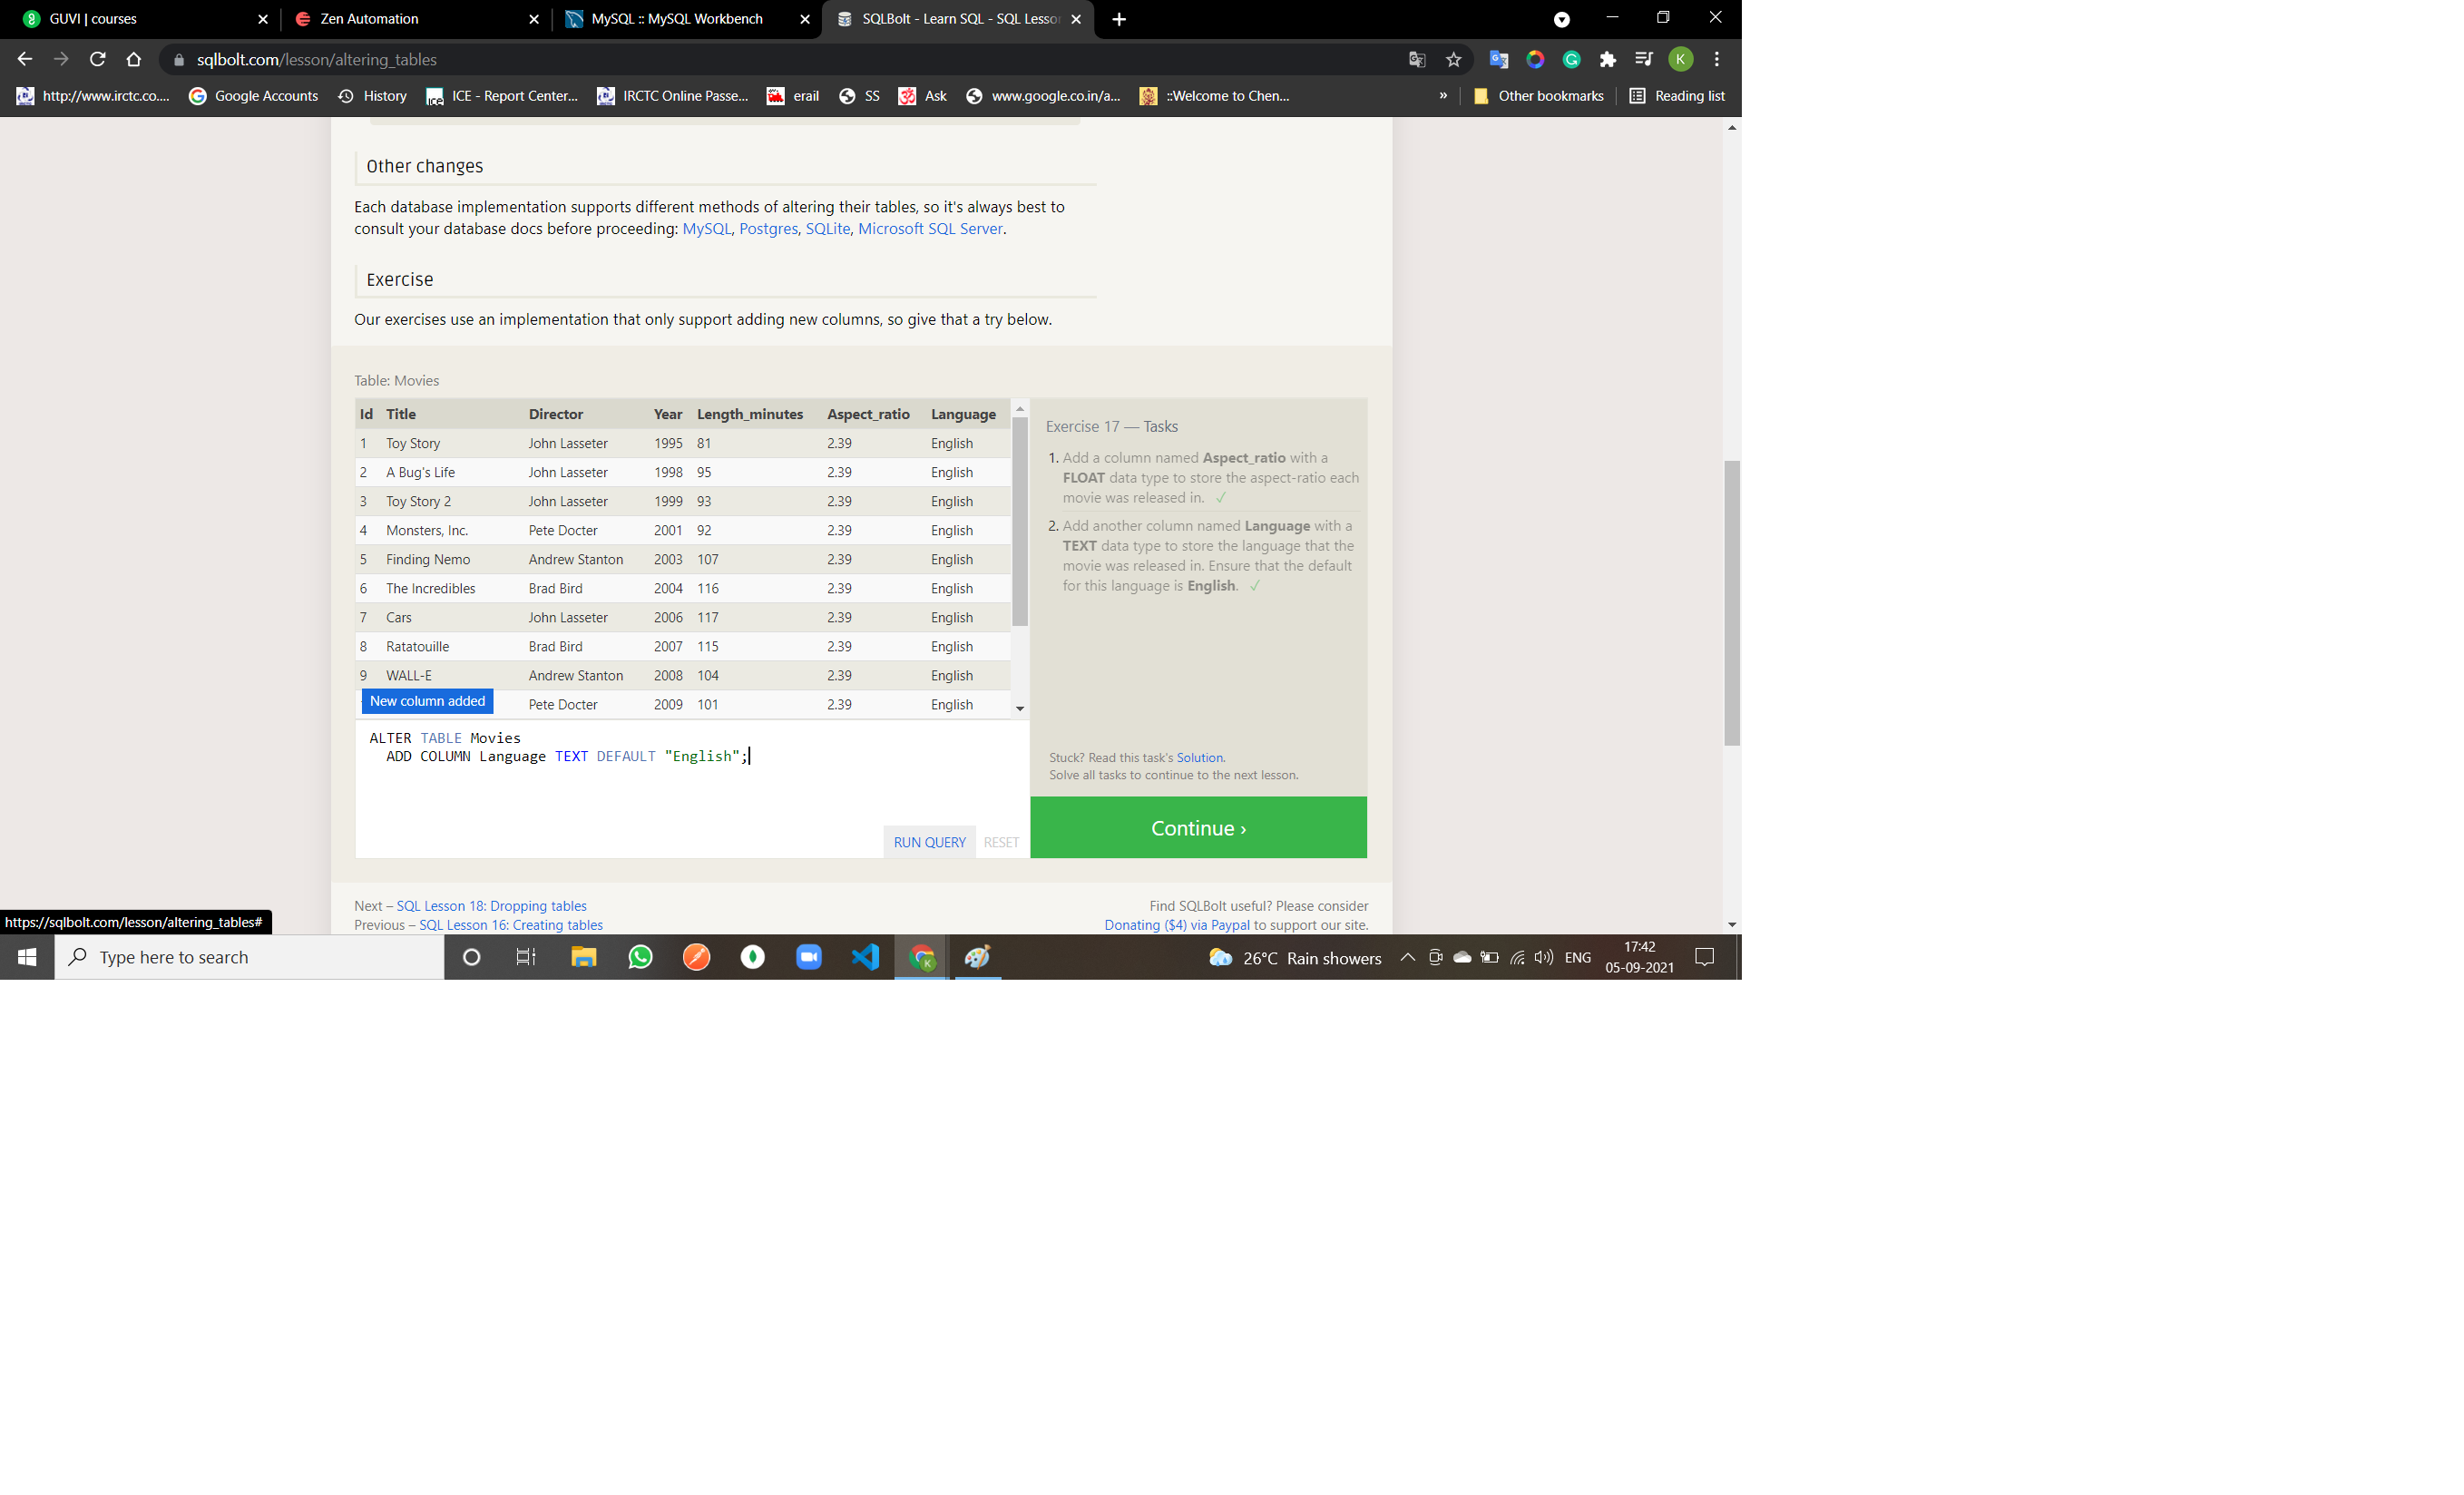 GUVI | courses
Zen Automation
MySQL :: MySQL Workbench
SQLBolt - Learn SQL - SQL Lesso
sqlbolt.com/lesson/altering_tables
http://www.irctc.co....
Google Accounts
History
ICE - Report Center...
IRCTC Online Passe...
erail
SS
Ask
www.google.co.in/a...
::Welcome to Chen...
»
Other bookmarks
Reading list
Other changes
Each database implementation supports different methods of altering their tables, so it's always best to
consult your database docs before proceeding: MySQL, Postgres, SQLite, Microsoft SQL Server.
Exercise
Our exercises use an implementation that only support adding new columns, so give that a try below.
Table: Movies
Id Title Director Year Length_minutes Aspect_ratio Language
1 Toy Story John Lasseter 1995 81 2.39 English
2 A Bug's Life John Lasseter 1998 95 2.39 English
3 Toy Story 2 John Lasseter 1999 93 2.39 English
4 Monsters, Inc. Pete Docter 2001 92 2.39 English
5 Finding Nemo Andrew Stanton 2003 107 2.39 English
6 The Incredibles Brad Bird 2004 116 2.39 English
7 Cars John Lasseter 2006 117 2.39 English
8 Ratatouille Brad Bird 2007 115 2.39 English
9 WALL-E Andrew Stanton 2008 104 2.39 English
Pete Docter 2009 101 2.39 English
New column added
ALTER TABLE Movies
ADD COLUMN Language TEXT DEFAULT "English";
RUN QUERY RESET
Exercise 17 — Tasks
1. Add a column named Aspect_ratio with a
FLOAT data type to store the aspect-ratio each
movie was released in. ✓
2. Add another column named Language with a
TEXT data type to store the language that the
movie was released in. Ensure that the default
for this language is English. ✓
Stuck? Read this task's Solution.
Solve all tasks to continue to the next lesson.
Continue ›
Next – SQL Lesson 18: Dropping tables
Previous – SQL Lesson 16: Creating tables
Find SQLBolt useful? Please consider
Donating ($4) via Paypal to support our site.
https://sqlbolt.com/lesson/altering_tables#
Type here to search
26°C Rain showers
ENG
17:42
05-09-2021